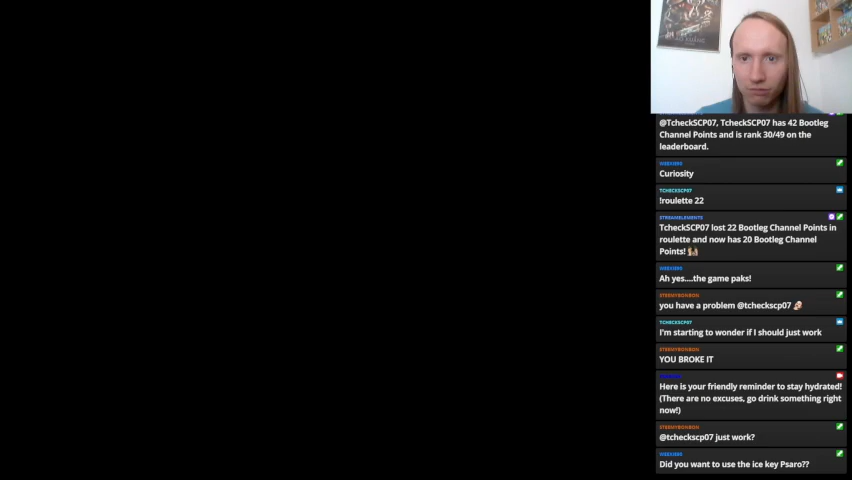 @TcheckSCP07, TcheckSCP07 has 42 Bootleg
Channel Points and is rank 30/49 on the
leaderboard.
Curiosity
TCHECKSCP07
!roulette 22
STREAMELEMENTS
TcheckSCP07 lost 22 Bootleg Channel Points in
roulette and now has 20 Bootleg Channel
Points!
Ah yes....the game paks!
STEEMYBONBON
you have a problem @tcheckscp07
TCHECKSCP07
I'm starting to wonder if I should just work
STEEMYBONBON
YOU BROKE IT
Here is your friendly reminder to stay hydrated!
(There are no excuses, go drink something right
now!)
STEEMYBONBON
@tcheckscp07 just work?
Did you want to use the ice key Psaro??